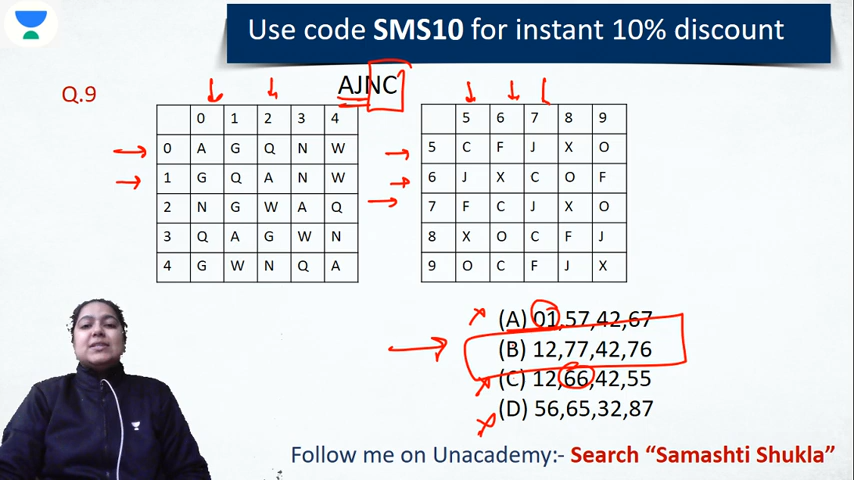 Use code SMS10 for instant 10% discount
Q.9
AJNC
0 1 2 3 4
0 A G Q N W
1 G Q A N W
2 N G W A Q
3 Q A G W N
4 G W N Q A
5 6 7 8 9
5 C F J X O
6 J X C O F
7 F C J X O
8 X O C F J
9 O C F J X
(A) 01,57,42,67
(B) 12,77,42,76
(C) 12,66,42,55
(D) 56,65,32,87
Follow me on Unacademy:- Search “Samashti Shukla”